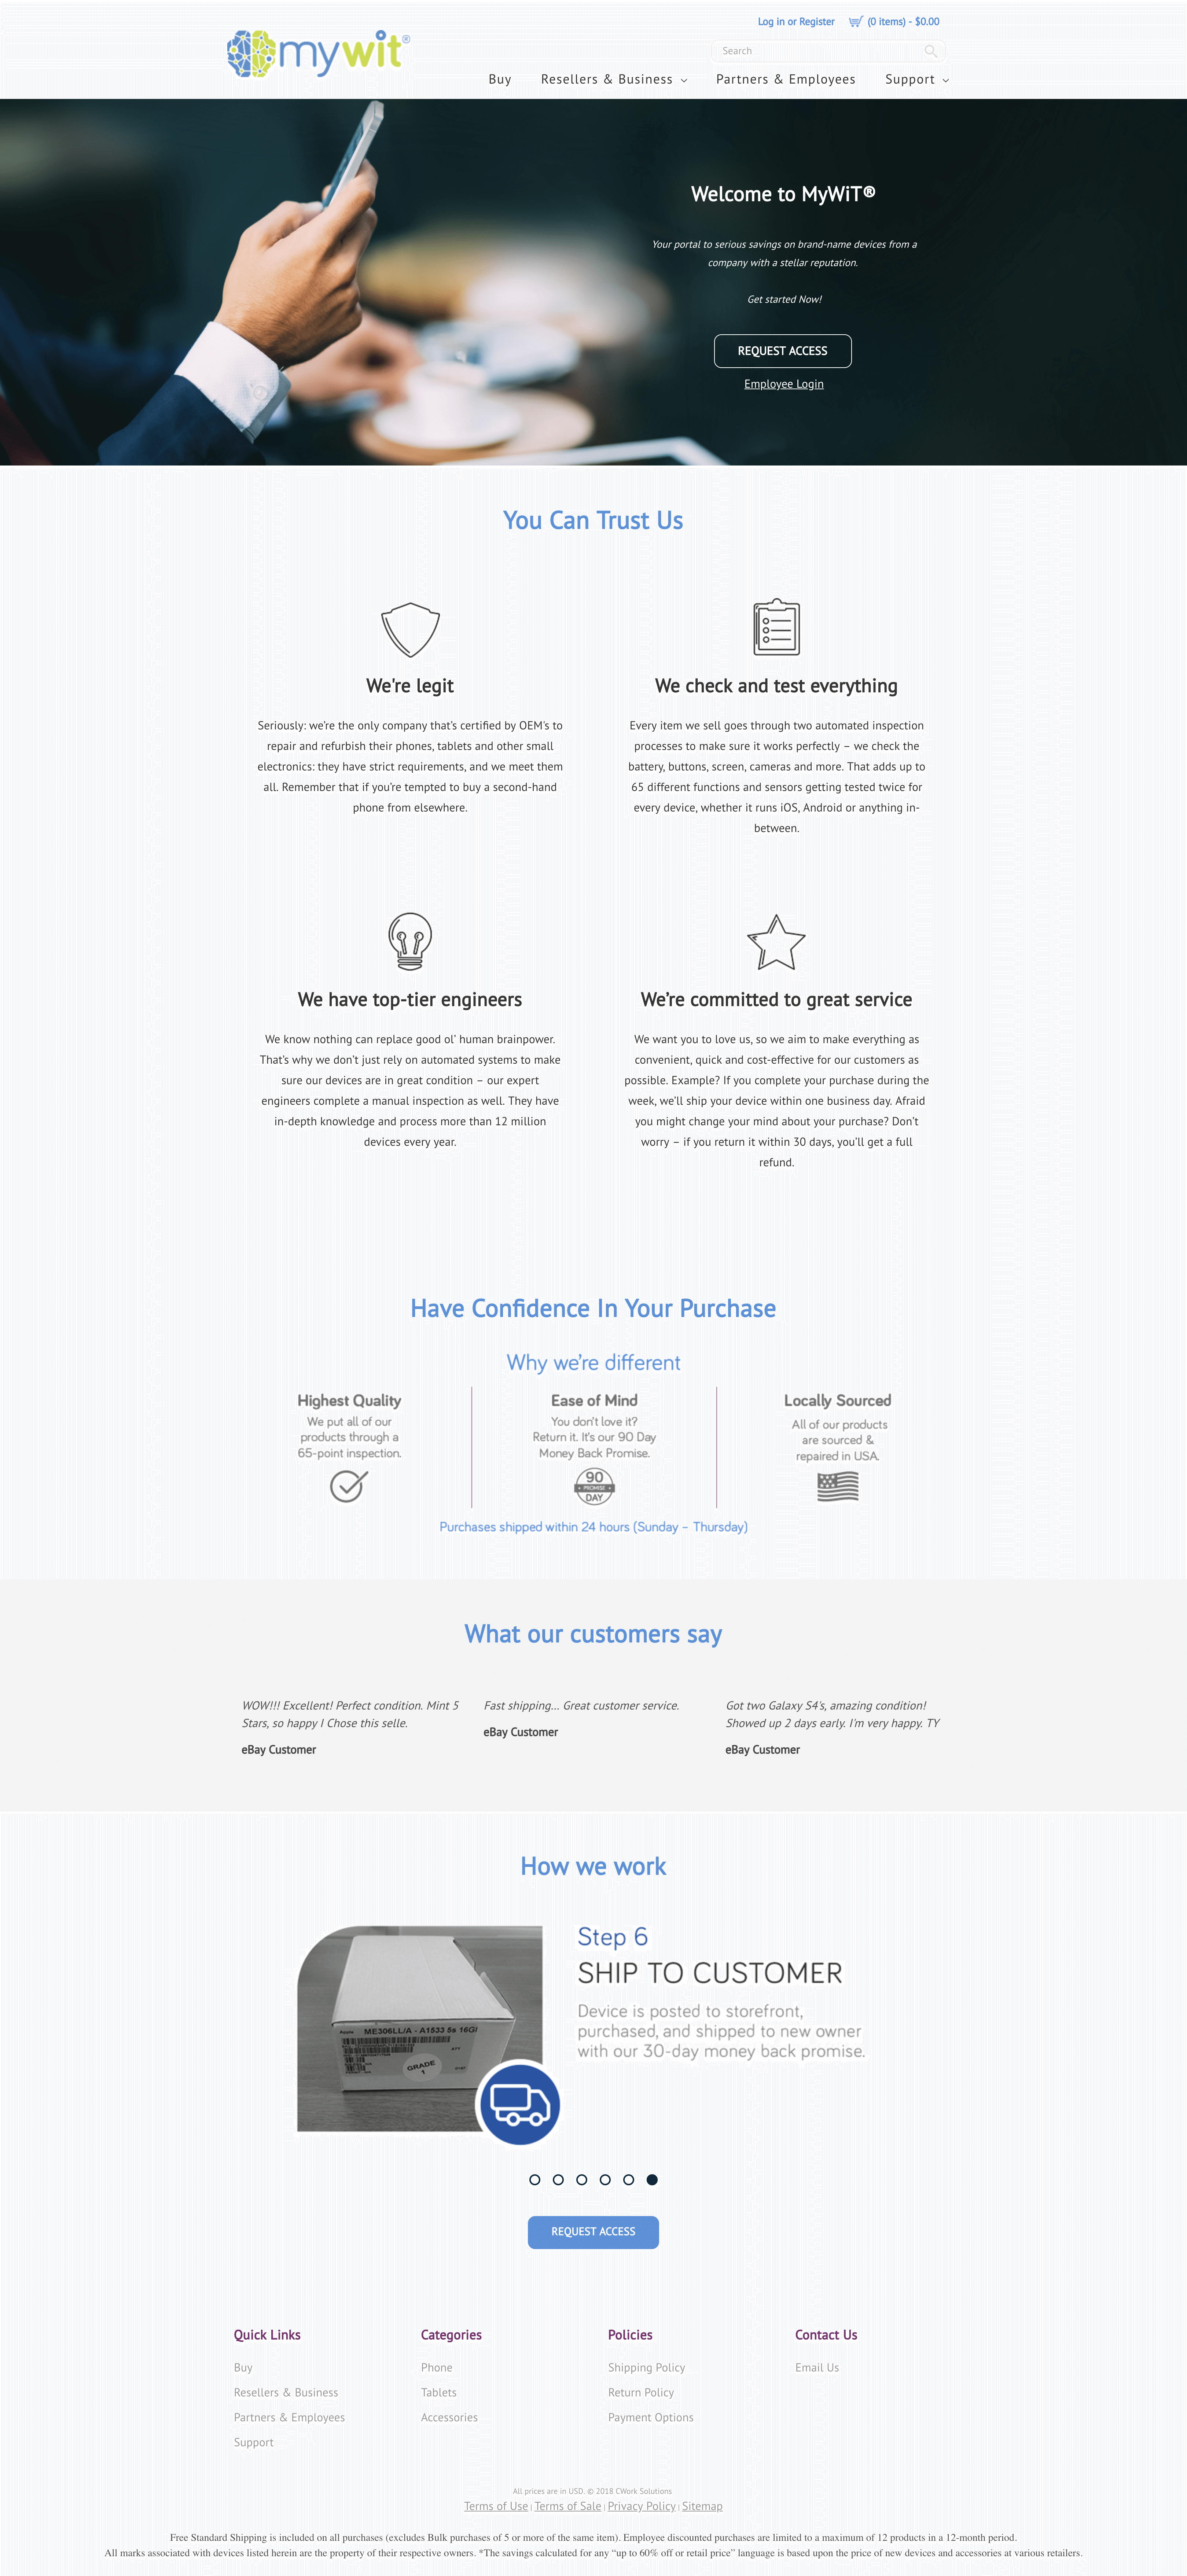 Log in or Register (0 items) - $0.00
mywit®
Search
Buy Resellers & Business Partners & Employees Support
Welcome to MyWiT®
Your portal to serious savings on brand-name devices from a
company with a stellar reputation.
Get started Now!
REQUEST ACCESS
Employee Login
You Can Trust Us
We're legit
Seriously: we’re the only company that’s certified by OEM's to
repair and refurbish their phones, tablets and other small
electronics: they have strict requirements, and we meet them
all. Remember that if you’re tempted to buy a second-hand
phone from elsewhere.
We check and test everything
Every item we sell goes through two automated inspection
processes to make sure it works perfectly – we check the
battery, buttons, screen, cameras and more. That adds up to
65 different functions and sensors getting tested twice for
every device, whether it runs iOS, Android or anything in-
between.
We have top-tier engineers
We know nothing can replace good ol’ human brainpower.
That’s why we don’t just rely on automated systems to make
sure our devices are in great condition – our expert
engineers complete a manual inspection as well. They have
in-depth knowledge and process more than 12 million
devices every year.
We’re committed to great service
We want you to love us, so we aim to make everything as
convenient, quick and cost-effective for our customers as
possible. Example? If you complete your purchase during the
week, we’ll ship your device within one business day. Afraid
you might change your mind about your purchase? Don’t
worry – if you return it within 30 days, you’ll get a full
refund.
Have Confidence In Your Purchase
Why we’re different
Highest Quality
We put all of our
products through a
65-point inspection.
Ease of Mind
You don’t love it?
Return it. It’s our 90 Day
Money Back Promise.
90
PROMISE
DAY
Locally Sourced
All of our products
are sourced &
repaired in USA.
Purchases shipped within 24 hours (Sunday – Thursday)
What our customers say
WOW!!! Excellent! Perfect condition. Mint 5
Stars, so happy I Chose this selle.
eBay Customer
Fast shipping... Great customer service.
eBay Customer
Got two Galaxy S4's, amazing condition!
Showed up 2 days early. I'm very happy. TY
eBay Customer
How we work
Apple ME306LL/A - A1533 5s 16G
GRADE
1
Step 6
SHIP TO CUSTOMER
Device is posted to storefront,
purchased, and shipped to new owner
with our 30-day money back promise.
REQUEST ACCESS
Quick Links
Buy
Resellers & Business
Partners & Employees
Support
Categories
Phone
Tablets
Accessories
Policies
Shipping Policy
Return Policy
Payment Options
Contact Us
Email Us
All prices are in USD. © 2018 CWork Solutions
Terms of Use | Terms of Sale | Privacy Policy | Sitemap
Free Standard Shipping is included on all purchases (excludes Bulk purchases of 5 or more of the same item). Employee discounted purchases are limited to a maximum of 12 products in a 12-month period.
All marks associated with devices listed herein are the property of their respective owners. *The savings calculated for any “up to 60% off or retail price” language is based upon the price of new devices and accessories at various retailers.